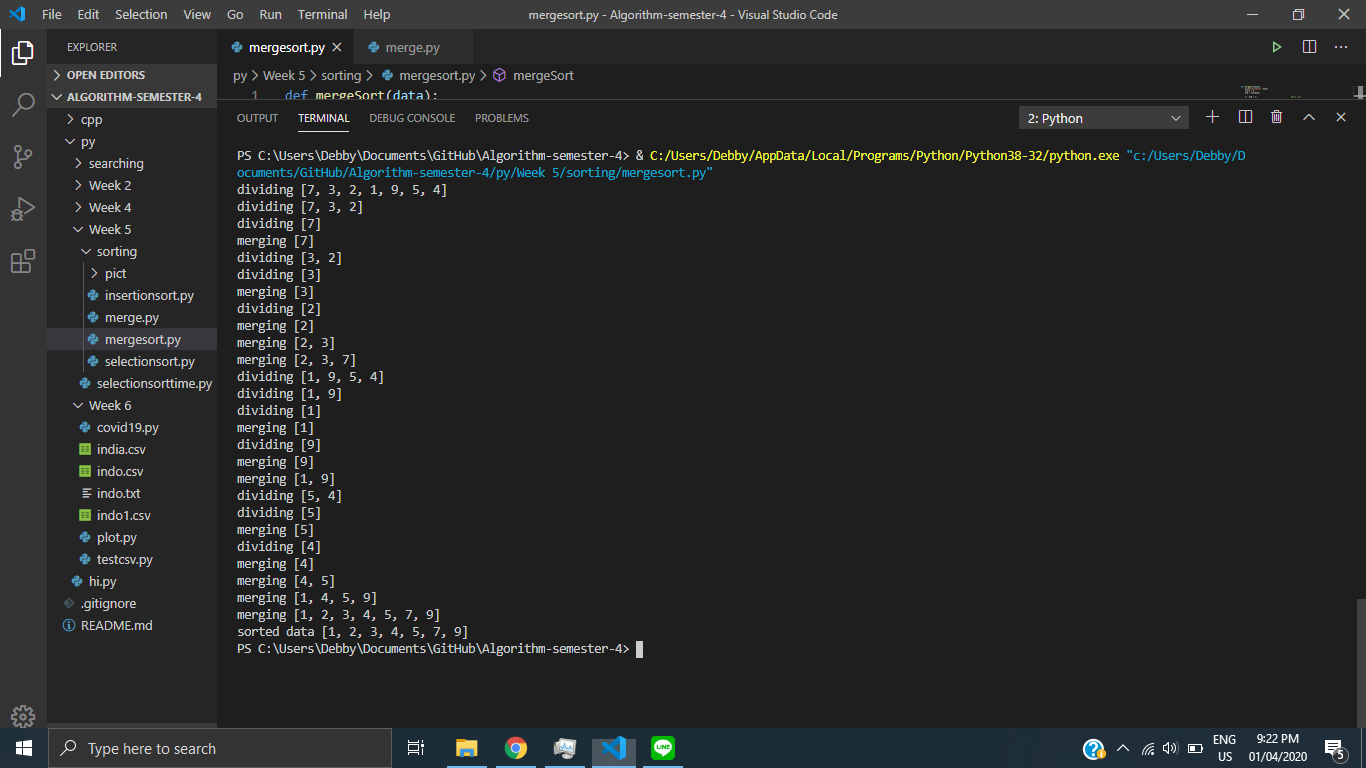 File Edit Selection View Go Run Terminal Help mergesort.py - Algorithm-semester-4 - Visual Studio Code
EXPLORER
OPEN EDITORS
ALGORITHM-SEMESTER-4
cpp
py
searching
Week 2
Week 4
Week 5
sorting
pict
insertionsort.py
merge.py
mergesort.py
selectionsort.py
selectionsorttime.py
Week 6
covid19.py
india.csv
indo.csv
indo.txt
indo1.csv
plot.py
testcsv.py
hi.py
.gitignore
README.md
mergesort.py merge.py
py > Week 5 > sorting > mergesort.py > mergeSort
1 def mergeSort(data):
OUTPUT TERMINAL DEBUG CONSOLE PROBLEMS 2: Python
PS C:\Users\Debby\Documents\GitHub\Algorithm-semester-4> & C:/Users/Debby/AppData/Local/Programs/Python/Python38-32/python.exe "c:/Users/Debby/D
ocuments/GitHub/Algorithm-semester-4/py/Week 5/sorting/mergesort.py"
dividing [7, 3, 2, 1, 9, 5, 4]
dividing [7, 3, 2]
dividing [7]
merging [7]
dividing [3, 2]
dividing [3]
merging [3]
dividing [2]
merging [2]
merging [2, 3]
merging [2, 3, 7]
dividing [1, 9, 5, 4]
dividing [1, 9]
dividing [1]
merging [1]
dividing [9]
merging [9]
merging [1, 9]
dividing [5, 4]
dividing [5]
merging [5]
dividing [4]
merging [4]
merging [4, 5]
merging [1, 4, 5, 9]
merging [1, 2, 3, 4, 5, 7, 9]
sorted data [1, 2, 3, 4, 5, 7, 9]
PS C:\Users\Debby\Documents\GitHub\Algorithm-semester-4>
Type here to search
LINE
ENG
US
9:22 PM
01/04/2020
5